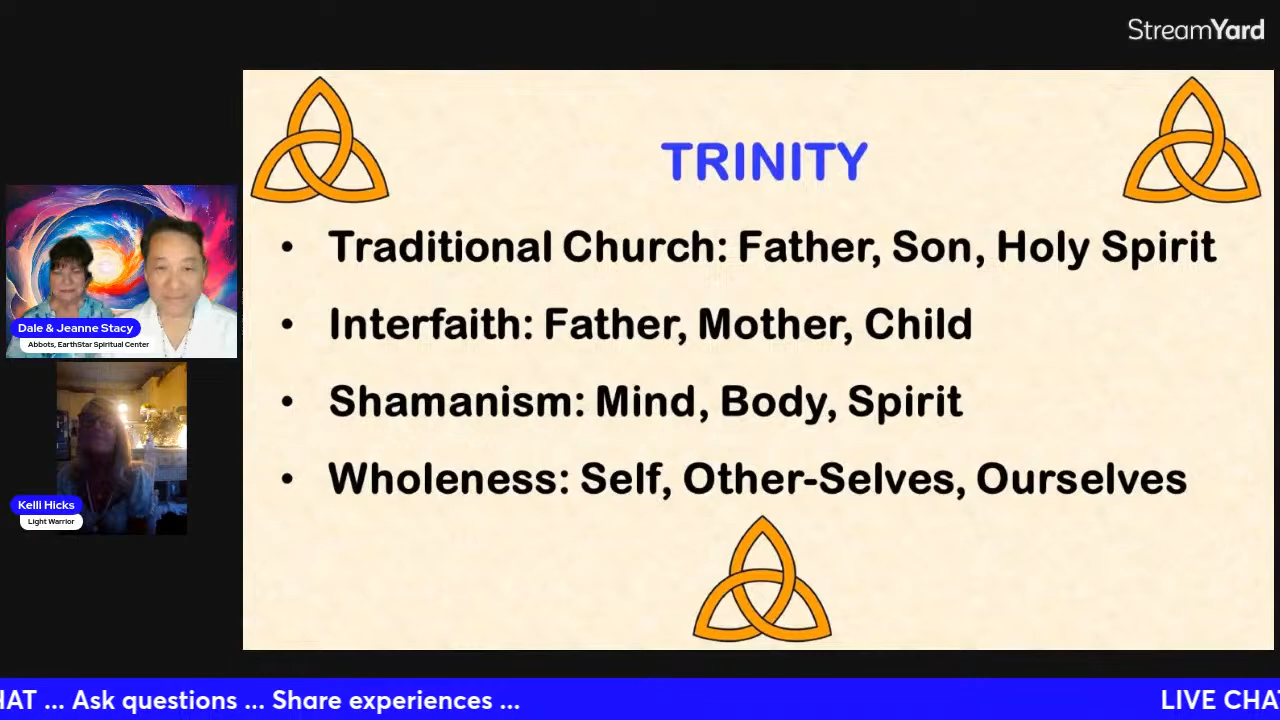 StreamYard
TRINITY
• Traditional Church: Father, Son, Holy Spirit
• Interfaith: Father, Mother, Child
• Shamanism: Mind, Body, Spirit
• Wholeness: Self, Other-Selves, Ourselves
Dale & Jeanne Stacy
Abbots, EarthStar Spiritual Center
Kelli Hicks
Light Warrior
HAT ... Ask questions ... Share experiences ...
LIVE CHAT